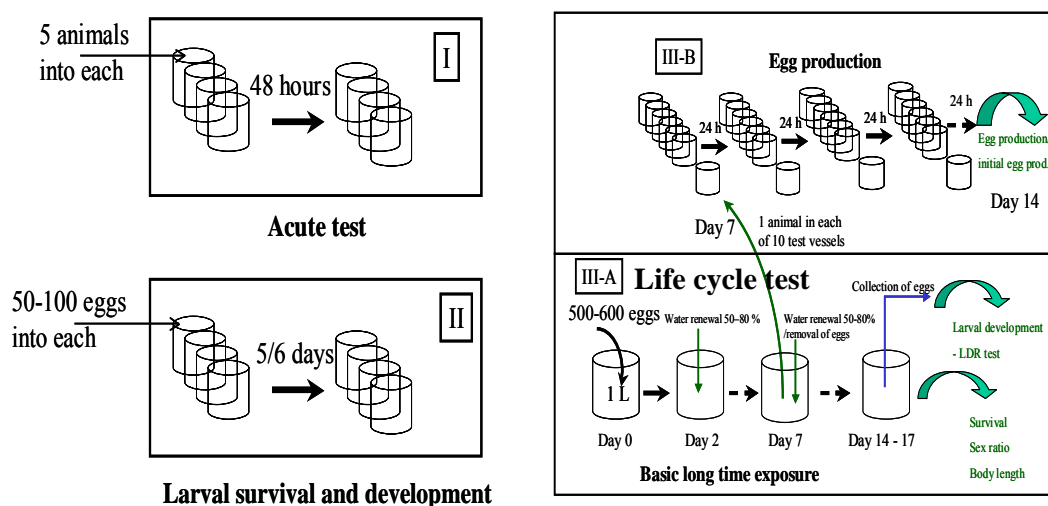 5 animals
into each
I
48 hours
Acute test
50-100 eggs
into each
II
5/6 days
Larval survival and development
III-B
Egg production
24 h
24 h
24 h
24 h
Egg production
initial egg prod.
Day 14
Day 7
1 animal in each
of 10 test vessels
III-A
Life cycle test
500-600 eggs
Water renewal 50–80 %
Water renewal 50-80%
/removal of eggs
Collection of eggs
Larval development
- LDR test
1 L
Day 0
Day 2
Day 7
Day 14 - 17
Survival
Sex ratio
Body length
Basic long time exposure